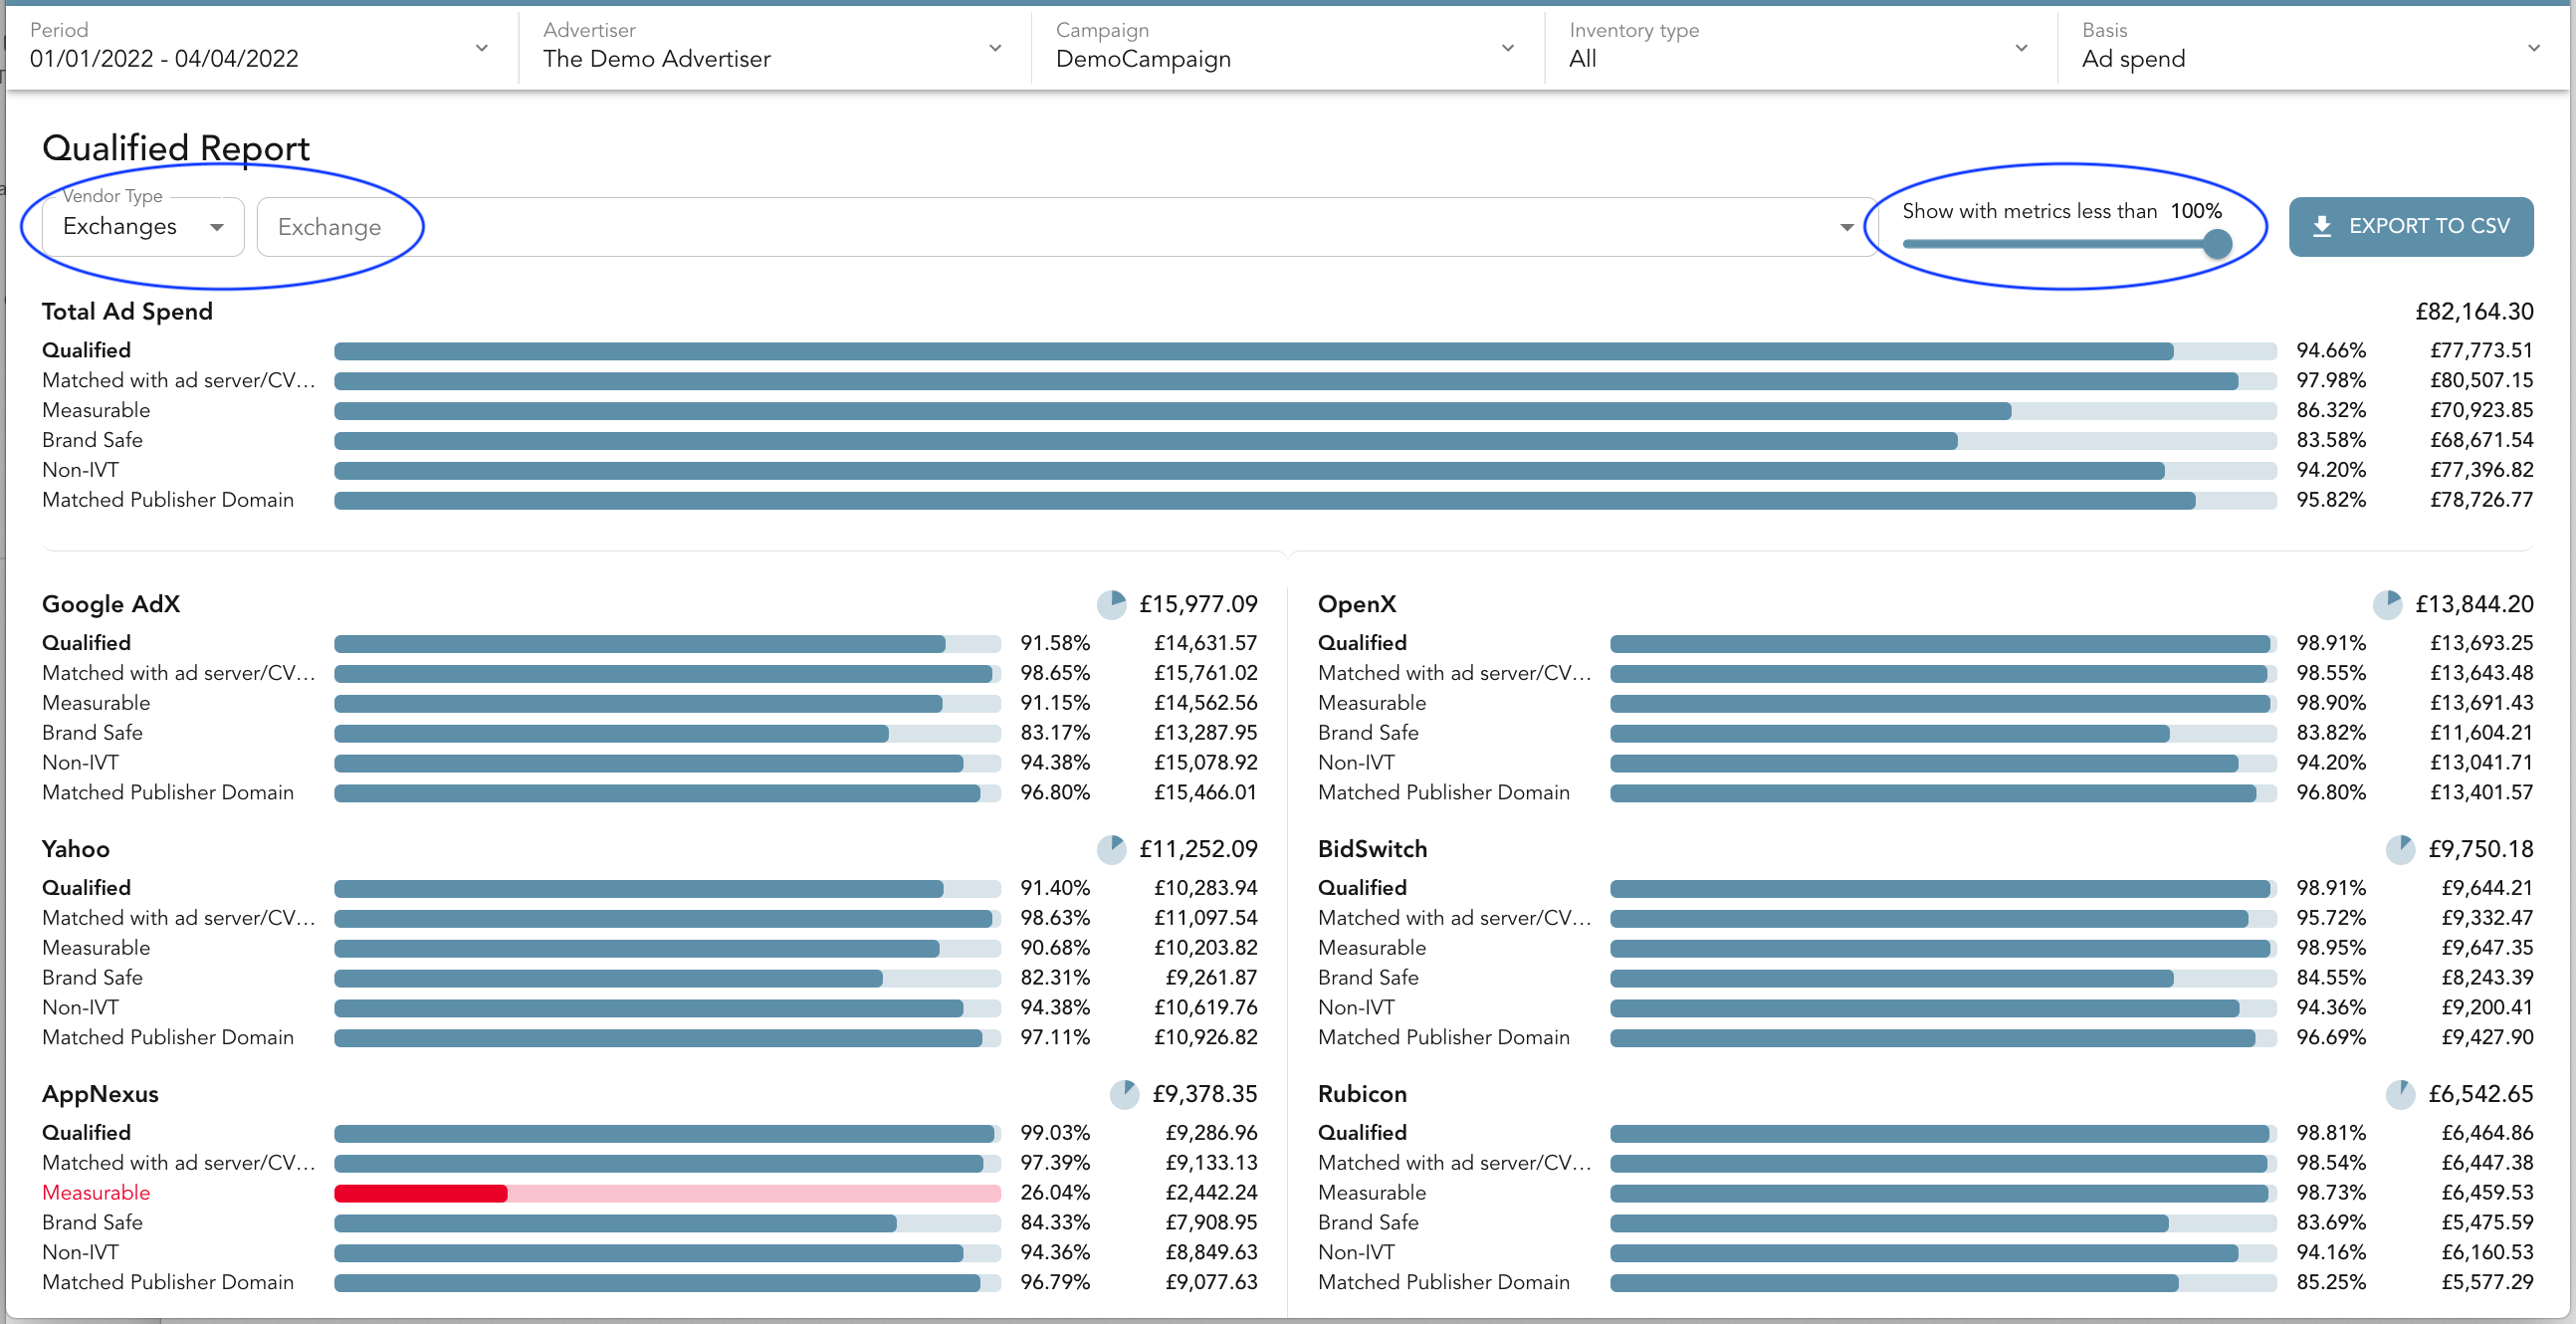 Period
01/01/2022 - 04/04/2022
Advertiser
The Demo Advertiser
Campaign
DemoCampaign
Inventory type
All
Basis
Ad spend
Qualified Report
Vendor Type
Exchanges
Exchange
Show with metrics less than 100%
EXPORT TO CSV
Total Ad Spend £82,164.30
Qualified 94.66% £77,773.51
Matched with ad server/CV... 97.98% £80,507.15
Measurable 86.32% £70,923.85
Brand Safe 83.58% £68,671.54
Non-IVT 94.20% £77,396.82
Matched Publisher Domain 95.82% £78,726.77
Google AdX £15,977.09
Qualified 91.58% £14,631.57
Matched with ad server/CV... 98.65% £15,761.02
Measurable 91.15% £14,562.56
Brand Safe 83.17% £13,287.95
Non-IVT 94.38% £15,078.92
Matched Publisher Domain 96.80% £15,466.01
OpenX £13,844.20
Qualified 98.91% £13,693.25
Matched with ad server/CV... 98.55% £13,643.48
Measurable 98.90% £13,691.43
Brand Safe 83.82% £11,604.21
Non-IVT 94.20% £13,041.71
Matched Publisher Domain 96.80% £13,401.57
Yahoo £11,252.09
Qualified 91.40% £10,283.94
Matched with ad server/CV... 98.63% £11,097.54
Measurable 90.68% £10,203.82
Brand Safe 82.31% £9,261.87
Non-IVT 94.38% £10,619.76
Matched Publisher Domain 97.11% £10,926.82
BidSwitch £9,750.18
Qualified 98.91% £9,644.21
Matched with ad server/CV... 95.72% £9,332.47
Measurable 98.95% £9,647.35
Brand Safe 84.55% £8,243.39
Non-IVT 94.36% £9,200.41
Matched Publisher Domain 96.69% £9,427.90
AppNexus £9,378.35
Qualified 99.03% £9,286.96
Matched with ad server/CV... 97.39% £9,133.13
Measurable 26.04% £2,442.24
Brand Safe 84.33% £7,908.95
Non-IVT 94.36% £8,849.63
Matched Publisher Domain 96.79% £9,077.63
Rubicon £6,542.65
Qualified 98.81% £6,464.86
Matched with ad server/CV... 98.54% £6,447.38
Measurable 98.73% £6,459.53
Brand Safe 83.69% £5,475.59
Non-IVT 94.16% £6,160.53
Matched Publisher Domain 85.25% £5,577.29